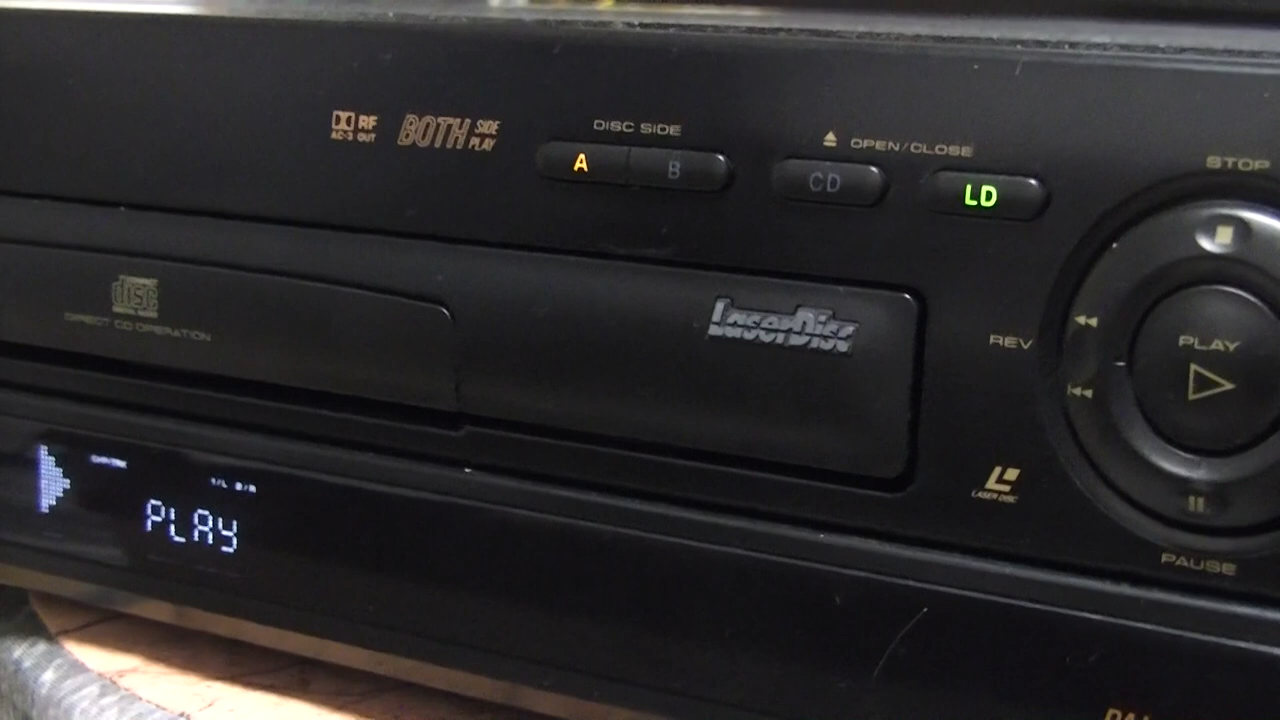 RF
AC-3 OUT
BOTH SIDE PLAY
DISC SIDE
A
B
OPEN/CLOSE
CD
LD
STOP
disc
DIRECT CD OPERATION
LaserDisc
REV
PLAY
LASER DISC
PAUSE
PLAY